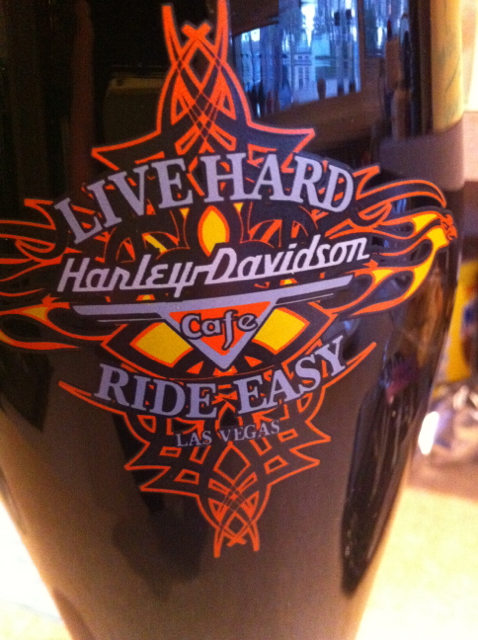 LIVE HARD
Harley-Davidson
Cafe
RIDE EASY
LAS VEGAS